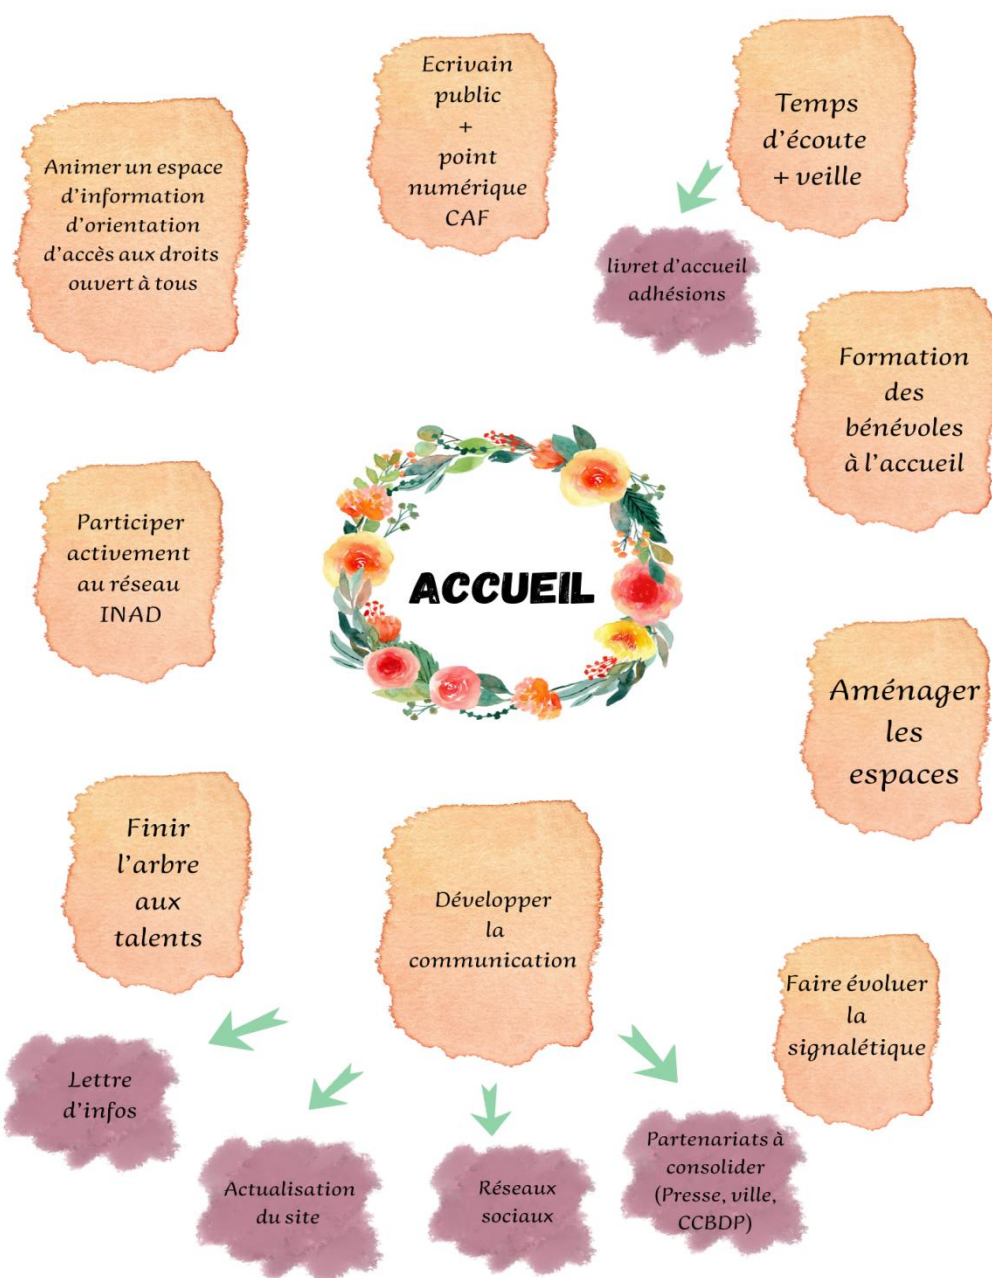 Ecrivain
public
+
point
numérique
CAF
Temps
d'écoute
+ veille
Animer un espace
d'information
d'orientation
d'accès aux droits
ouvert à tous
livret d'accueil
adhésions
Formation
des
bénévoles
à l'accueil
Participer
activement
au réseau
INAD
ACCUEIL
Aménager
les
espaces
Finir
l'arbre
aux
talents
Développer
la
communication
Faire évoluer
la
signalétique
Lettre
d'infos
Actualisation
du site
Réseaux
sociaux
Partenariats à
consolider
(Presse, ville,
CCBDP)